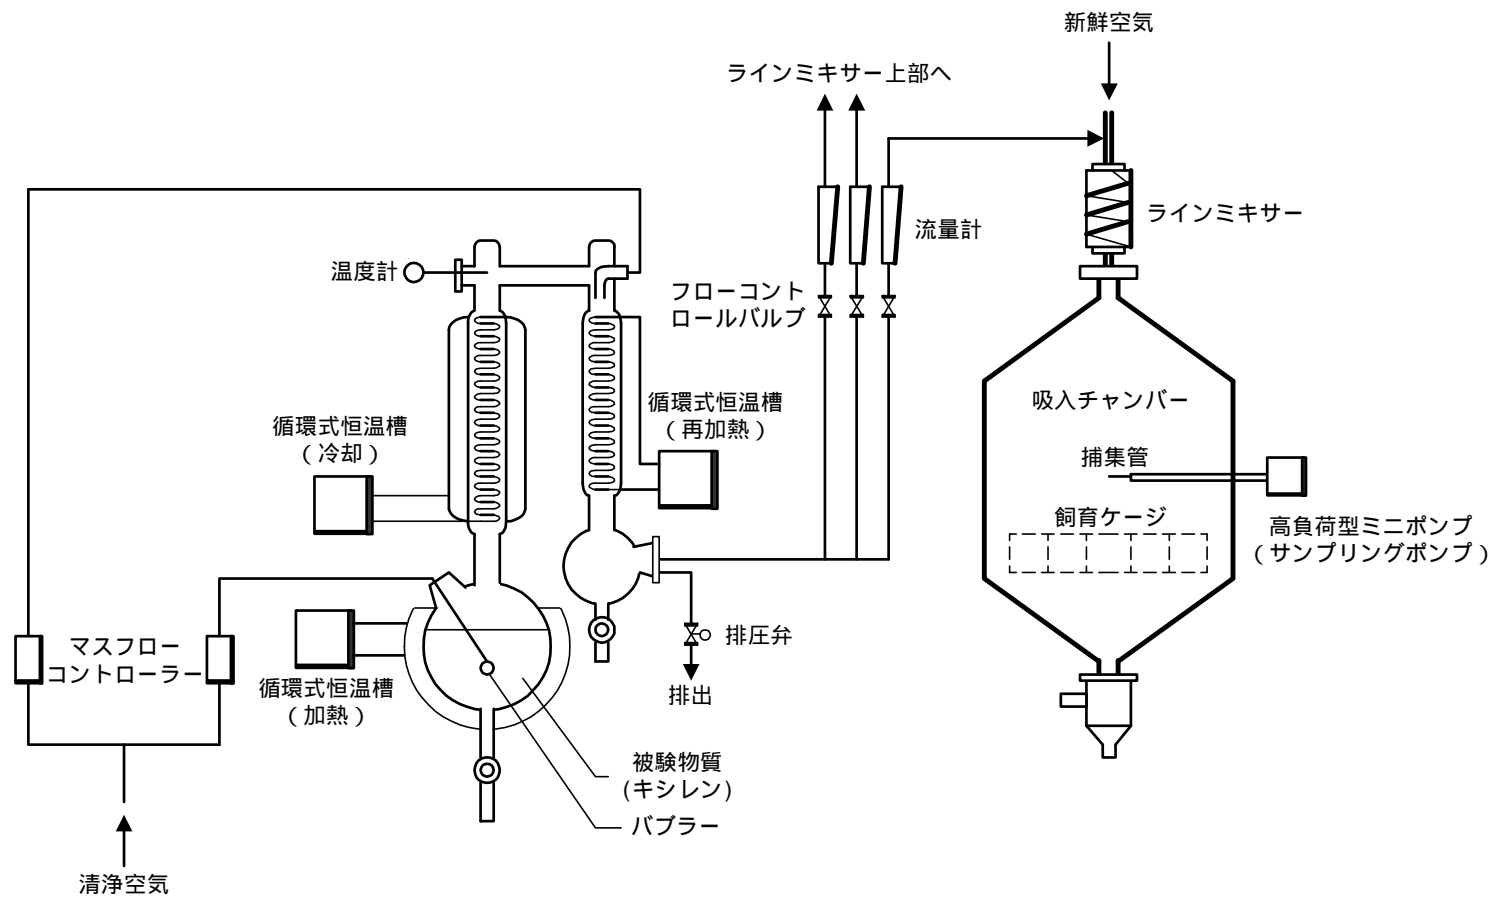 新鮮空気
ラインミキサー上部へ
ラインミキサー
流量計
温度計
フローコント
ロールバルブ
吸入チャンバー
循環式恒温槽
(再加熱)
循環式恒温槽
(冷却)
捕集管
飼育ケージ
高負荷型ミニポンプ
(サンプリングポンプ)
排圧弁
マスフロー
コントローラー
循環式恒温槽
(加熱)
排出
被験物質
(キシレン)
バブラー
清浄空気